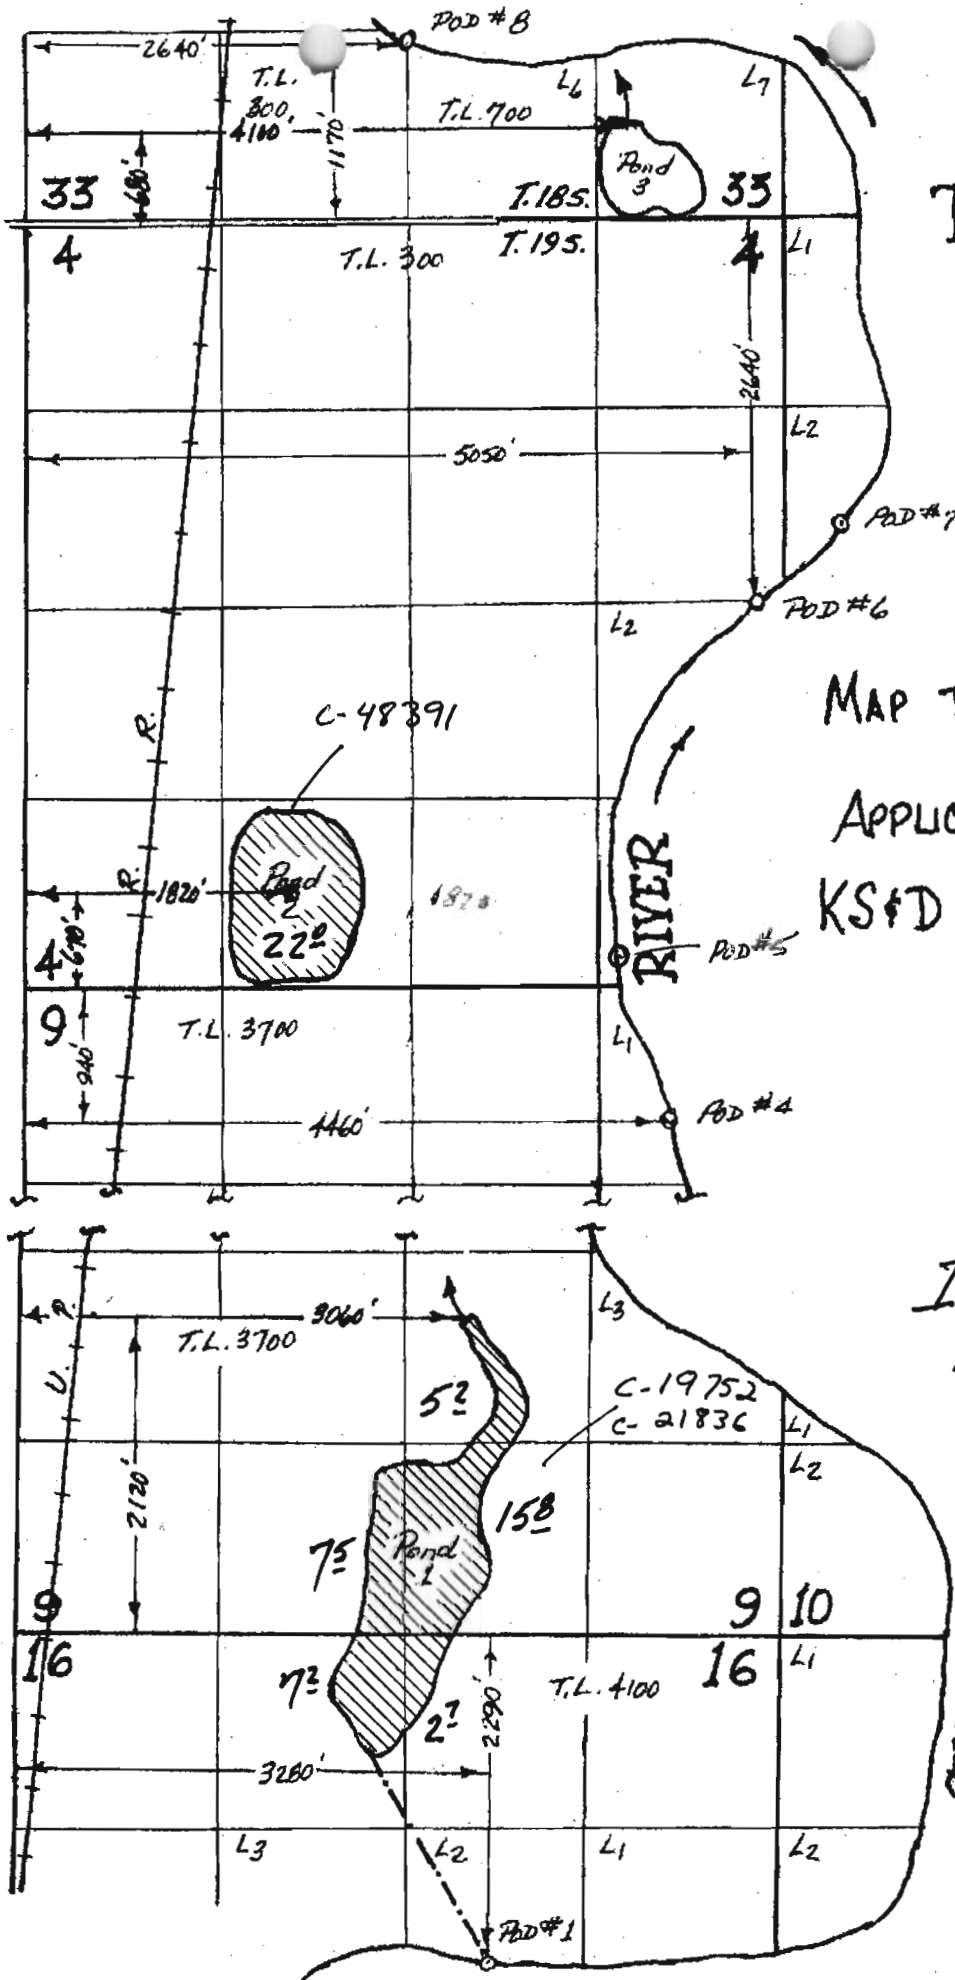 POD #8
2640'
T.L.
300
4100'
T.L. 700
1170'
680'
L6
L7
Pond
3
33
T.18S.
33
4
T.19S.
4
T.L. 300
L1
2640'
L2
5050'
POD #7
L2
POD #6
MAP
C-48391
R.
APPLIC
R.
1820'
Pond
2
22.0
1820
KS&D
RIVER
POD #5
4
670'
9
T.L. 3700
940'
L1
4460'
POD #4
3060'
L3
P.
T.L. 3700
U.
5.2
C-19752
C-21836
L1
L2
2120'
15.8
7.5
Pond
1
9
9
10
16
16
L1
7.2
T.L. 4100
2.7
2290'
3280'
L3
L2
L1
L2
POD #1